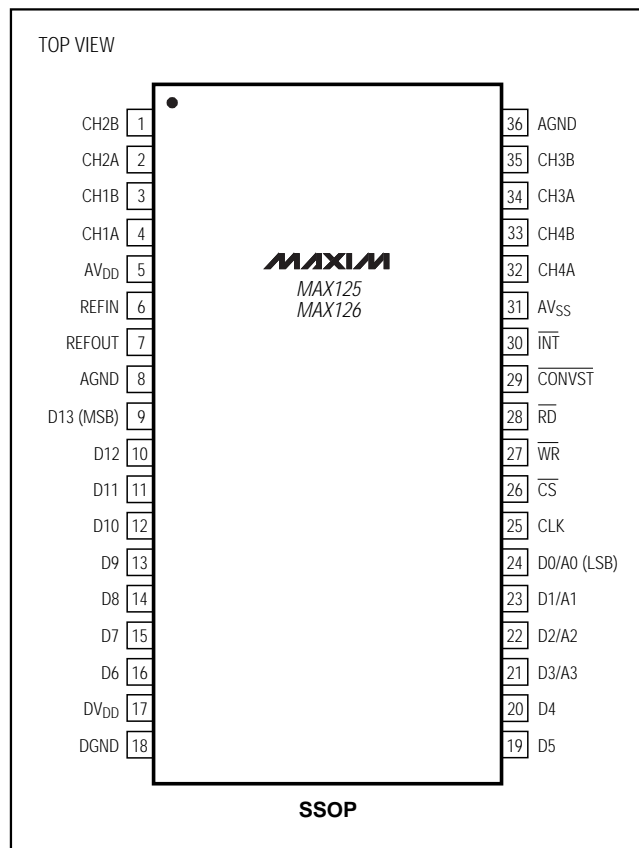 TOP VIEW
CH2B 1
CH2A 2
CH1B 3
CH1A 4
AVDD 5
REFIN 6
REFOUT 7
AGND 8
D13 (MSB) 9
D12 10
D11 11
D10 12
D9 13
D8 14
D7 15
D6 16
DVDD 17
DGND 18
MAXIM
MAX125
MAX126
36 AGND
35 CH3B
34 CH3A
33 CH4B
32 CH4A
31 AVSS
30 INT
29 CONVST
28 RD
27 WR
26 CS
25 CLK
24 D0/A0 (LSB)
23 D1/A1
22 D2/A2
21 D3/A3
20 D4
19 D5
SSOP